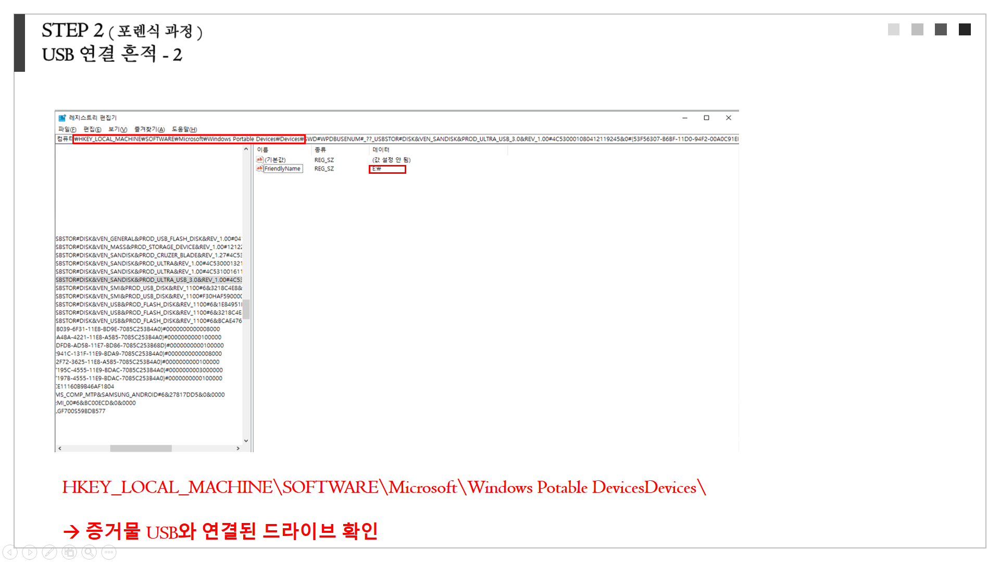 STEP 2 ( 포렌식 과정 )
USB 연결 흔적 - 2
레지스트리 편집기
파일(F) 편집(E) 보기(V) 즐겨찾기(A) 도움말(H)
컴퓨터₩HKEY_LOCAL_MACHINE₩SOFTWARE₩Microsoft₩Windows Portable Devices₩Devices₩SWD#WPDBUSENUM#_??_USBSTOR#DISK&VEN_SANDISK&PROD_ULTRA_USB_3.0&REV_1.00#4C530001080412119245&0#{53F56307-B6BF-11D0-94F2-00A0C91E
이름 종류 데이터
(기본값) REG_SZ (값 설정 안 됨)
FriendlyName REG_SZ E:₩
SBSTOR#DISK&VEN_GENERAL&PROD_USB_FLASH_DISK&REV_1.00#04
SBSTOR#DISK&VEN_MASS&PROD_STORAGE_DEVICE&REV_1.00#12122
SBSTOR#DISK&VEN_SANDISK&PROD_CRUZER_BLADE&REV_1.27#4C53
SBSTOR#DISK&VEN_SANDISK&PROD_ULTRA&REV_1.00#4C530001321
SBSTOR#DISK&VEN_SANDISK&PROD_ULTRA&REV_1.00#4C531001611
SBSTOR#DISK&VEN_SANDISK&PROD_ULTRA_USB_3.0&REV_1.00#4C53
SBSTOR#DISK&VEN_SMI&PROD_USB_DISK&REV_1100#6&3218C4E8&
SBSTOR#DISK&VEN_SMI&PROD_USB_DISK&REV_1100#F30HAF590000
SBSTOR#DISK&VEN_USB&PROD_FLASH_DISK&REV_1100#6&1E84951
SBSTOR#DISK&VEN_USB&PROD_FLASH_DISK&REV_1100#6&3218C4E
SBSTOR#DISK&VEN_USB&PROD_FLASH_DISK&REV_1100#6&BCAE476
B039-6F31-11E8-BD9E-7085C253B4A0}#0000000000008000
A48A-4221-11E8-A5B5-7085C253B4A0}#0000000000100000
DFDB-AD5B-11E7-BD86-7085C253B68D}#0000000000100000
941C-131F-11E9-BDA9-7085C253B4A0}#0000000000008000
2F72-3625-11E8-A5B5-7085C253B4A0}#0000000000100000
195C-4555-11E9-BDAC-7085C253B4A0}#0000000003000000
197B-4555-11E9-BDAC-7085C253B4A0}#0000000000100000
E11160B9B46AF1804
MS_COMP_MTP&SAMSUNG_ANDROID#6&27817DD5&0&0000
MI_00#6&BC00ECD&0&0000
GF700S59BDB577
HKEY_LOCAL_MACHINE\SOFTWARE\Microsoft\Windows Potable DevicesDevices\
→ 증거물 USB와 연결된 드라이브 확인